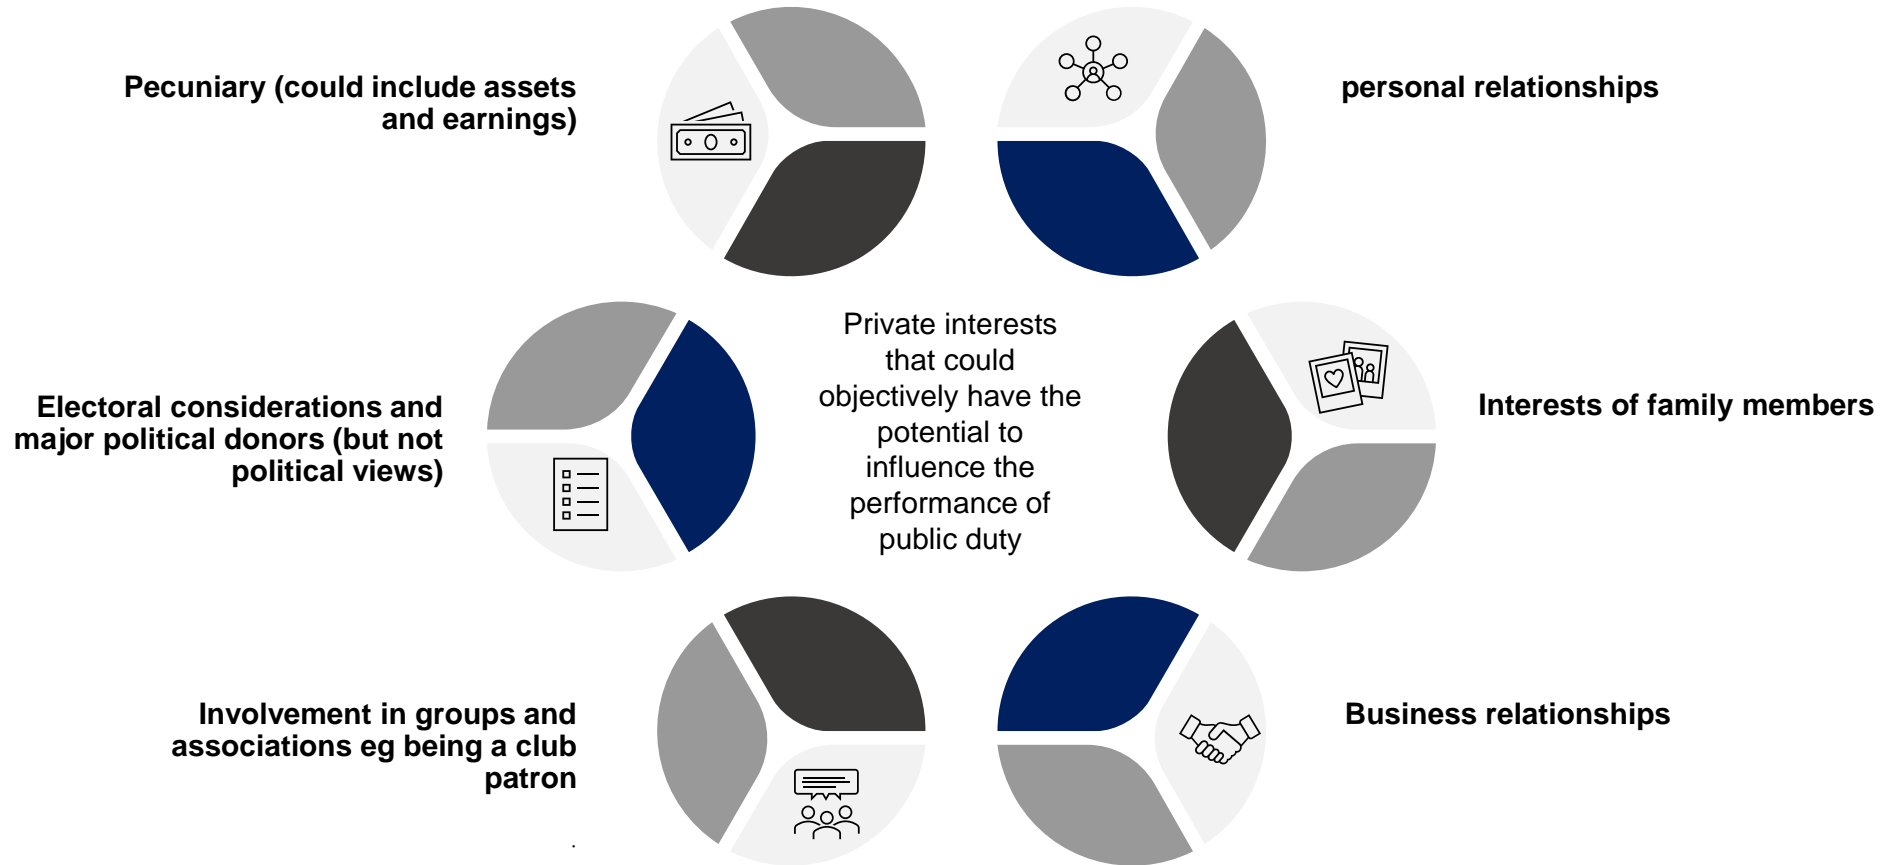 Pecuniary (could include assets
and earnings)
personal relationships
Private interests
that could
objectively have the
potential to
influence the
performance of
public duty
Electoral considerations and
major political donors (but not
political views)
Interests of family members
Involvement in groups and
associations eg being a club
patron
.
Business relationships